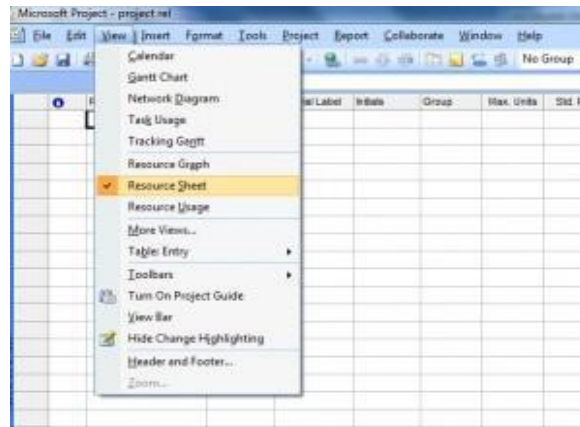 Microsoft Project - project.rel
File Edit View Insert Format Tools Project Report Collaborate Window Help
No Group
Calendar
Gantt Chart
Network Diagram
Task Usage
Tracking Gantt
Resource Graph
Resource Sheet
Resource Usage
More Views...
Table: Entry
Toolbars
Turn On Project Guide
View Bar
Hide Change Highlighting
Header and Footer...
Zoom...
Label Initials Group Max. Units Std.